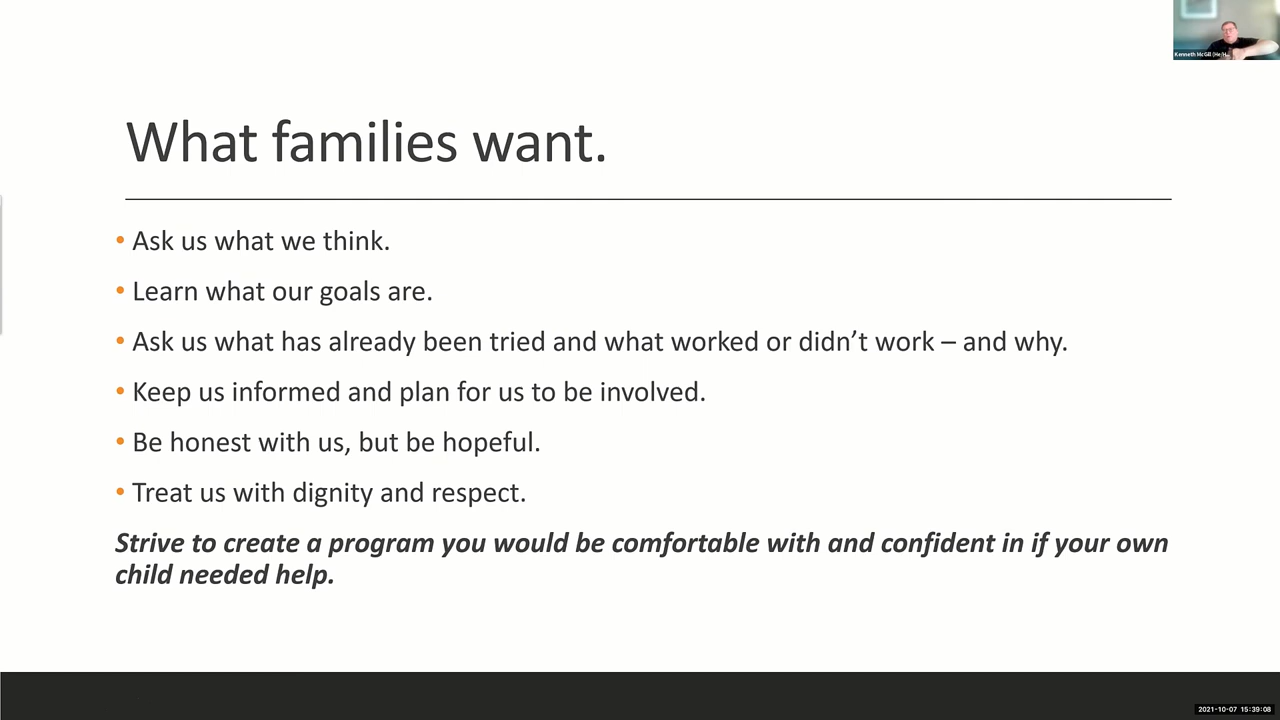 Kenneth McGill (He/H...
What families want.
• Ask us what we think.
• Learn what our goals are.
• Ask us what has already been tried and what worked or didn’t work – and why.
• Keep us informed and plan for us to be involved.
• Be honest with us, but be hopeful.
• Treat us with dignity and respect.
Strive to create a program you would be comfortable with and confident in if your own
child needed help.
2021-10-07 15:39:08